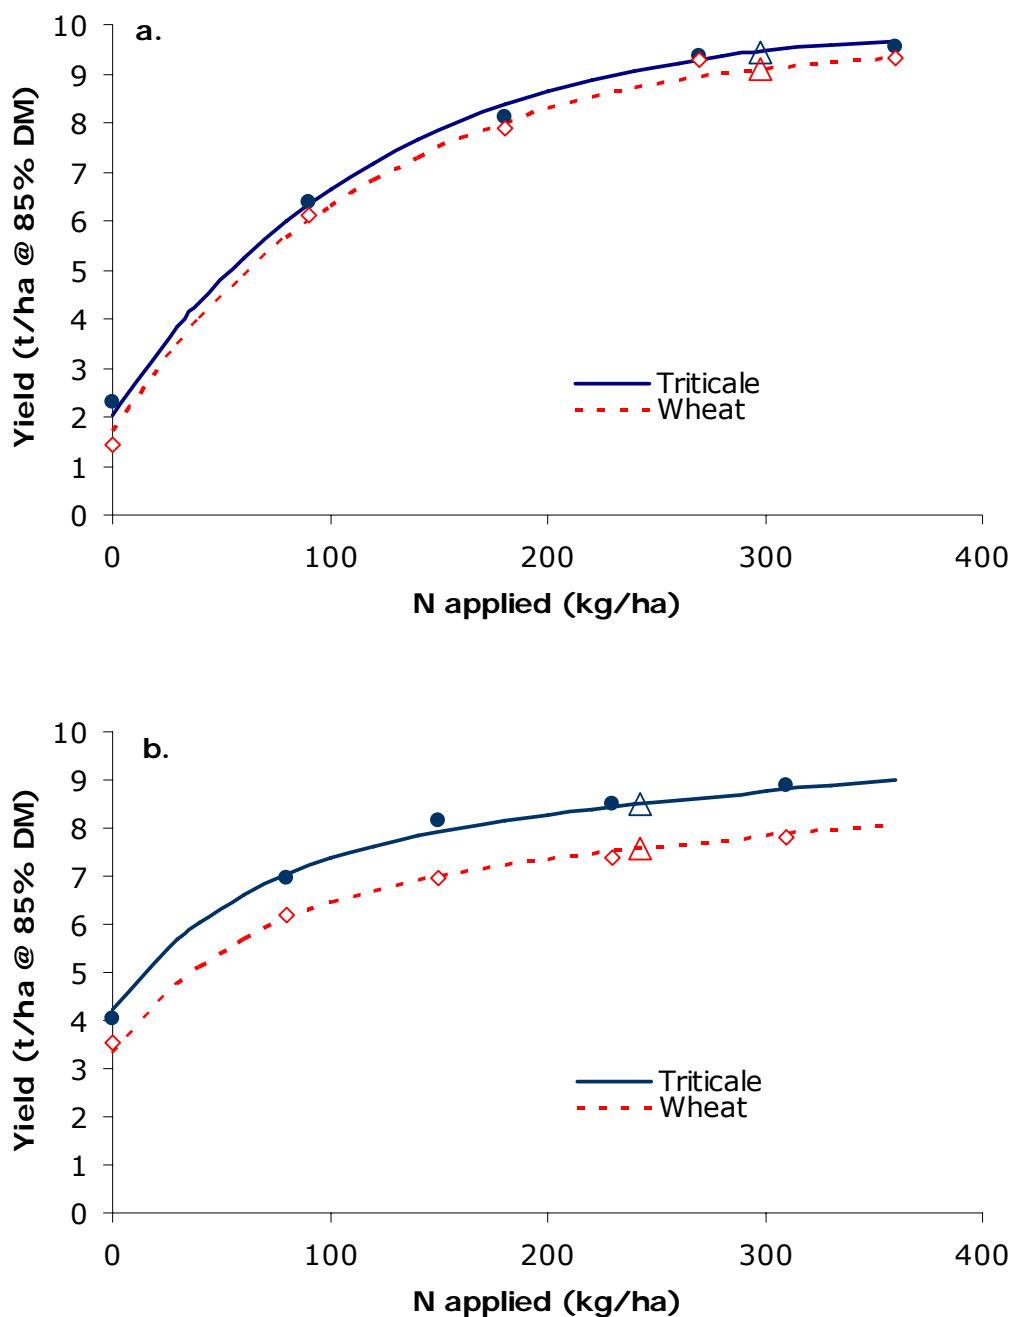 a.
Yield (t/ha @ 85% DM)
10
9
8
7
6
5
4
3
2
1
0
Triticale
Wheat
0 100 200 300 400
N applied (kg/ha)
b.
Yield (t/ha @ 85% DM)
10
9
8
7
6
5
4
3
2
1
0
Triticale
Wheat
0 100 200 300 400
N applied (kg/ha)